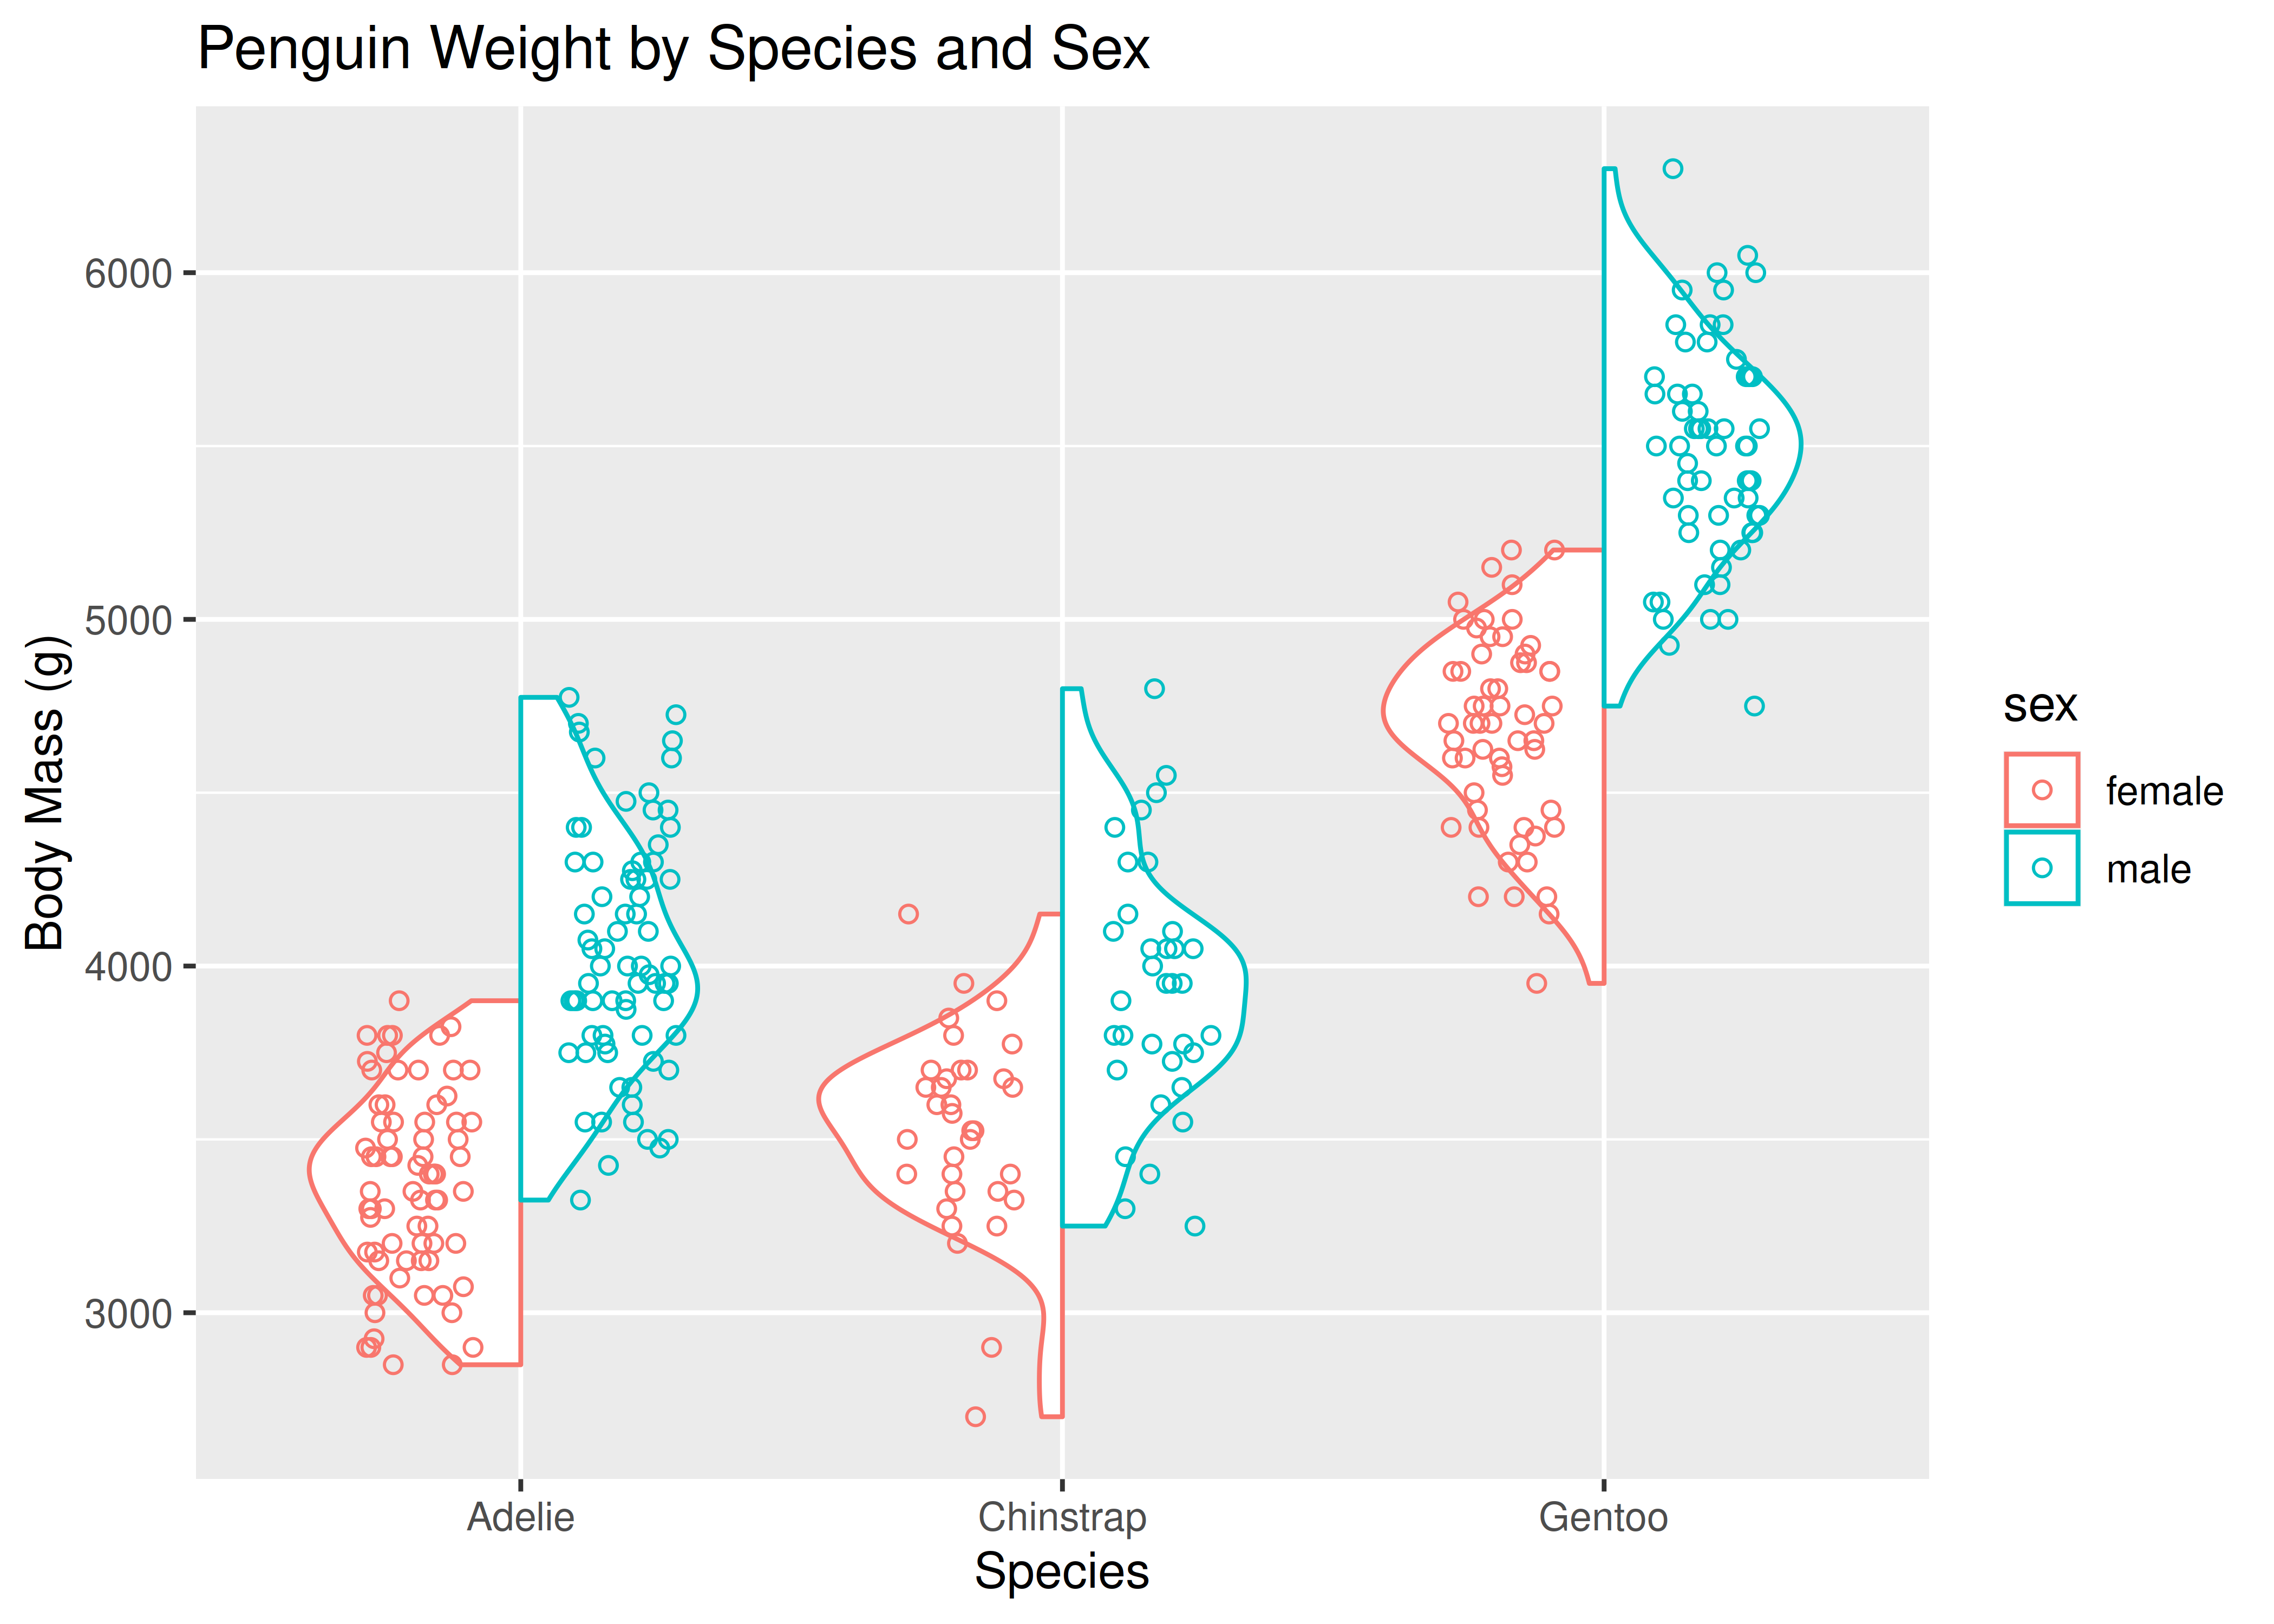 Penguin Weight by Species and Sex
Body Mass (g)
6000
5000
4000
3000
Adelie
Chinstrap
Gentoo
Species
sex
female
male